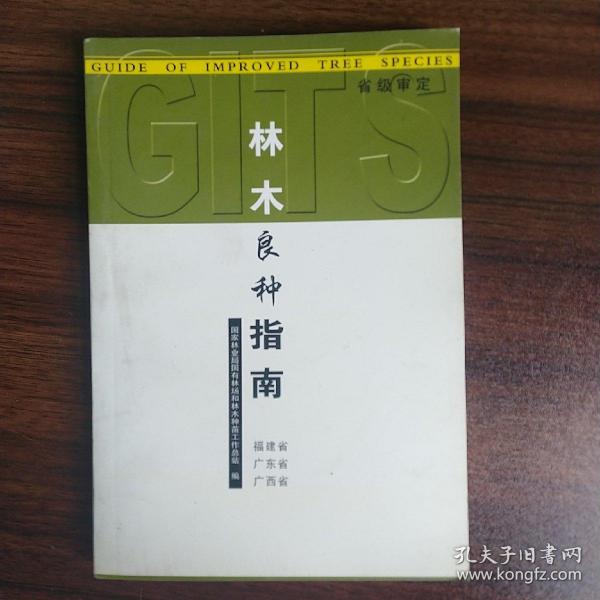 GUIDE OF IMPROVED TREE SPECIES
GITS
省级审定
林木良种指南
国家林业局国有林场和林木种苗工作总站 编
福建省
广东省
广西省
孔夫子旧书网
www.kongfz.com